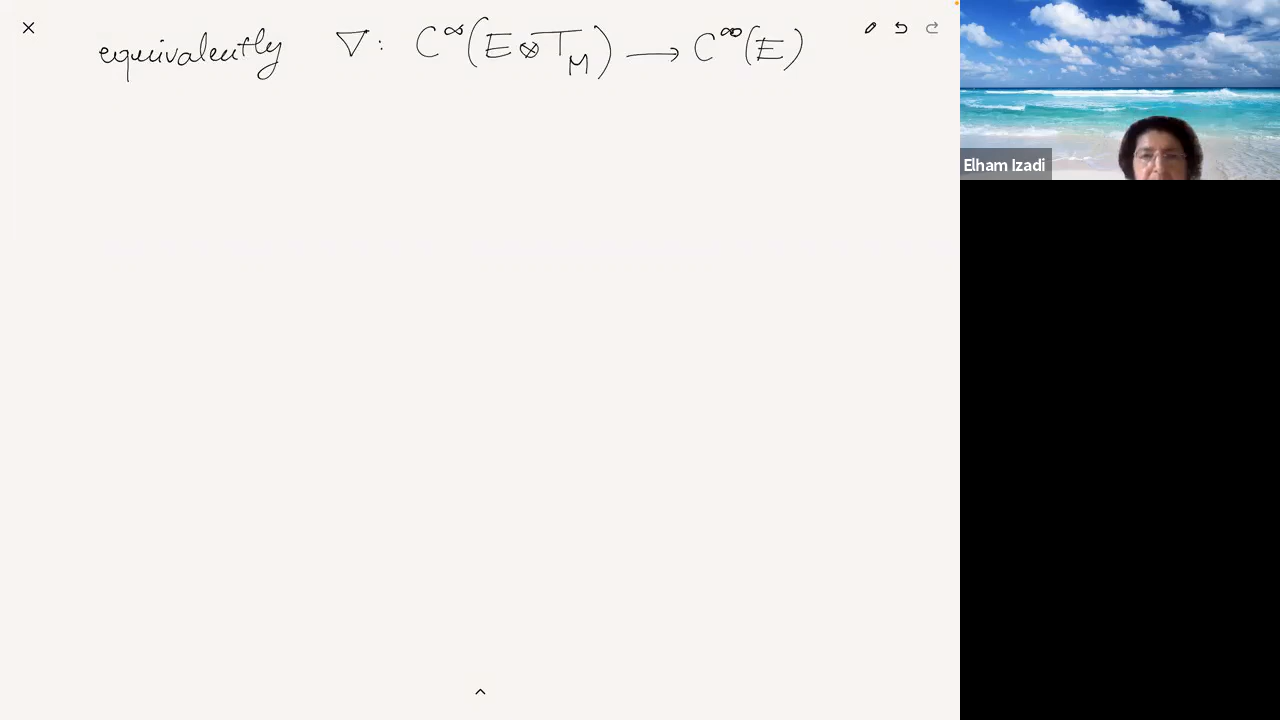 equivalently ∇: C^∞(E⊗T_M) → C^∞(E)
Elham Izadi